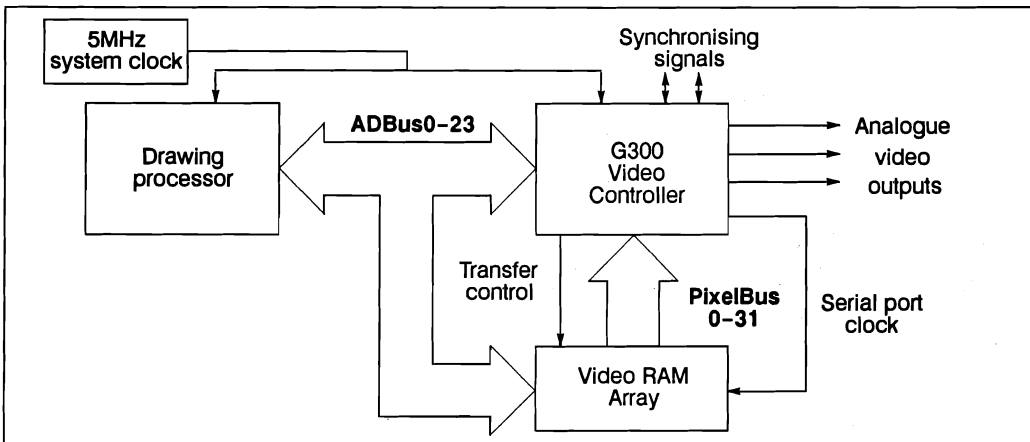 5MHz
system clock
Synchronising
signals
ADBus0–23
Drawing
processor
G300
Video
Controller
Analogue
video
outputs
Transfer
control
PixelBus
0–31
Serial port
clock
Video RAM
Array